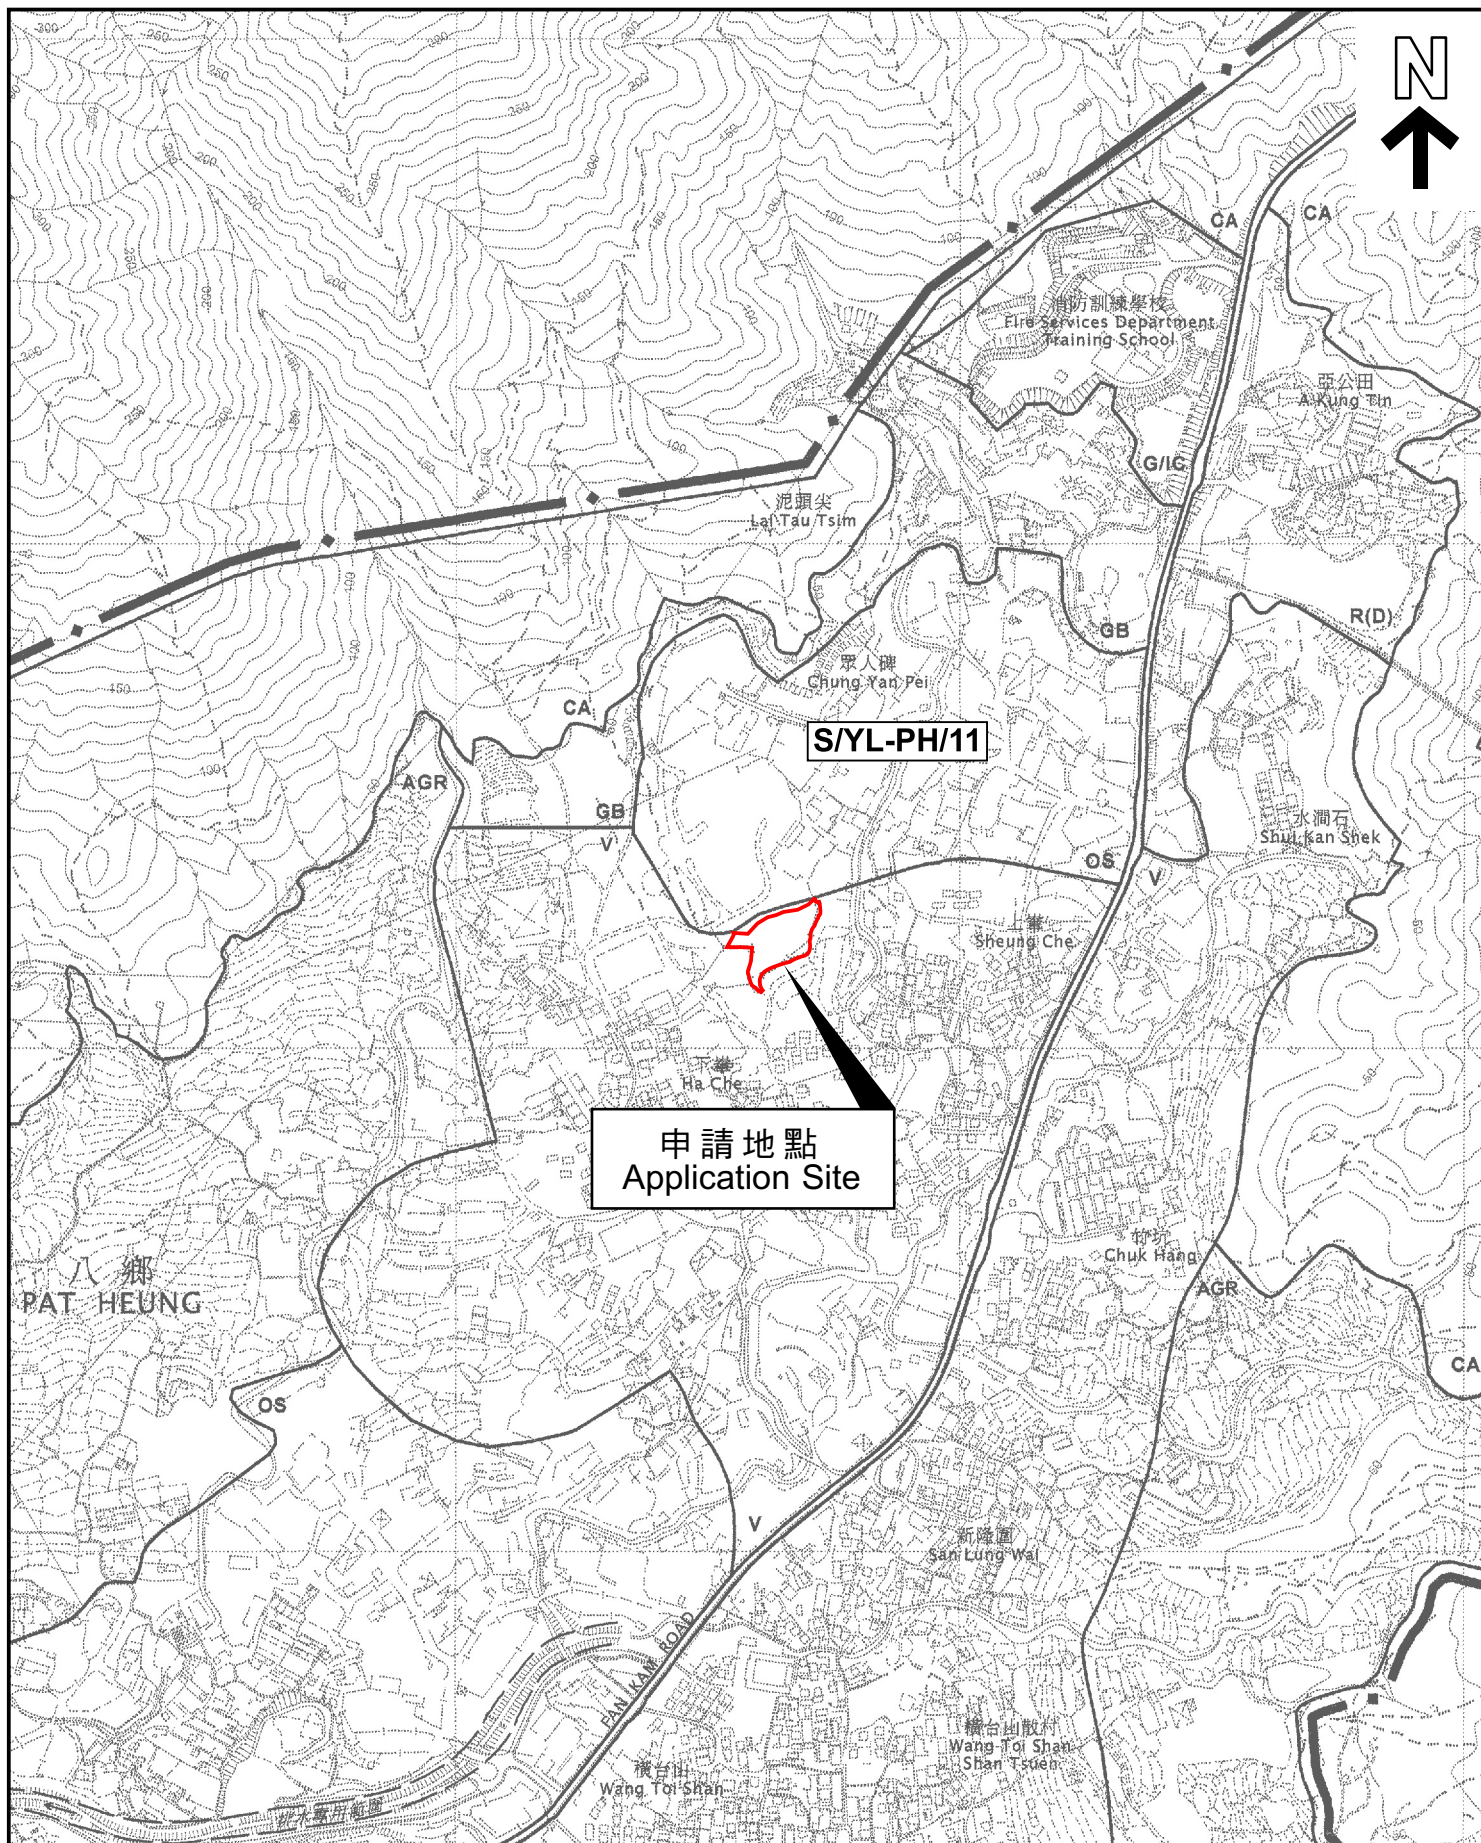 N
CA
CA
消防訓練學校
Fire Services Department
Training School
亞公田
A Kung Tin
G/IC
泥頭尖
Lai Tau Tsim
R(D)
GB
眾人碑
Chung Yan Pei
CA
S/YL-PH/11
AGR
GB
V
水澗石
Shui Kan Shek
OS
V
上輋
Sheung Che
下輋
Ha Che
申請地點
Application Site
竹坑
Chuk Hang
八鄉
PAT HEUNG
AGR
CA
OS
V
新隆圍
San Lung Wai
FAN KAM ROAD
橫台山散村
Wang Toi Shan
Shan Tsuen
橫台山
Wang Toi Shan